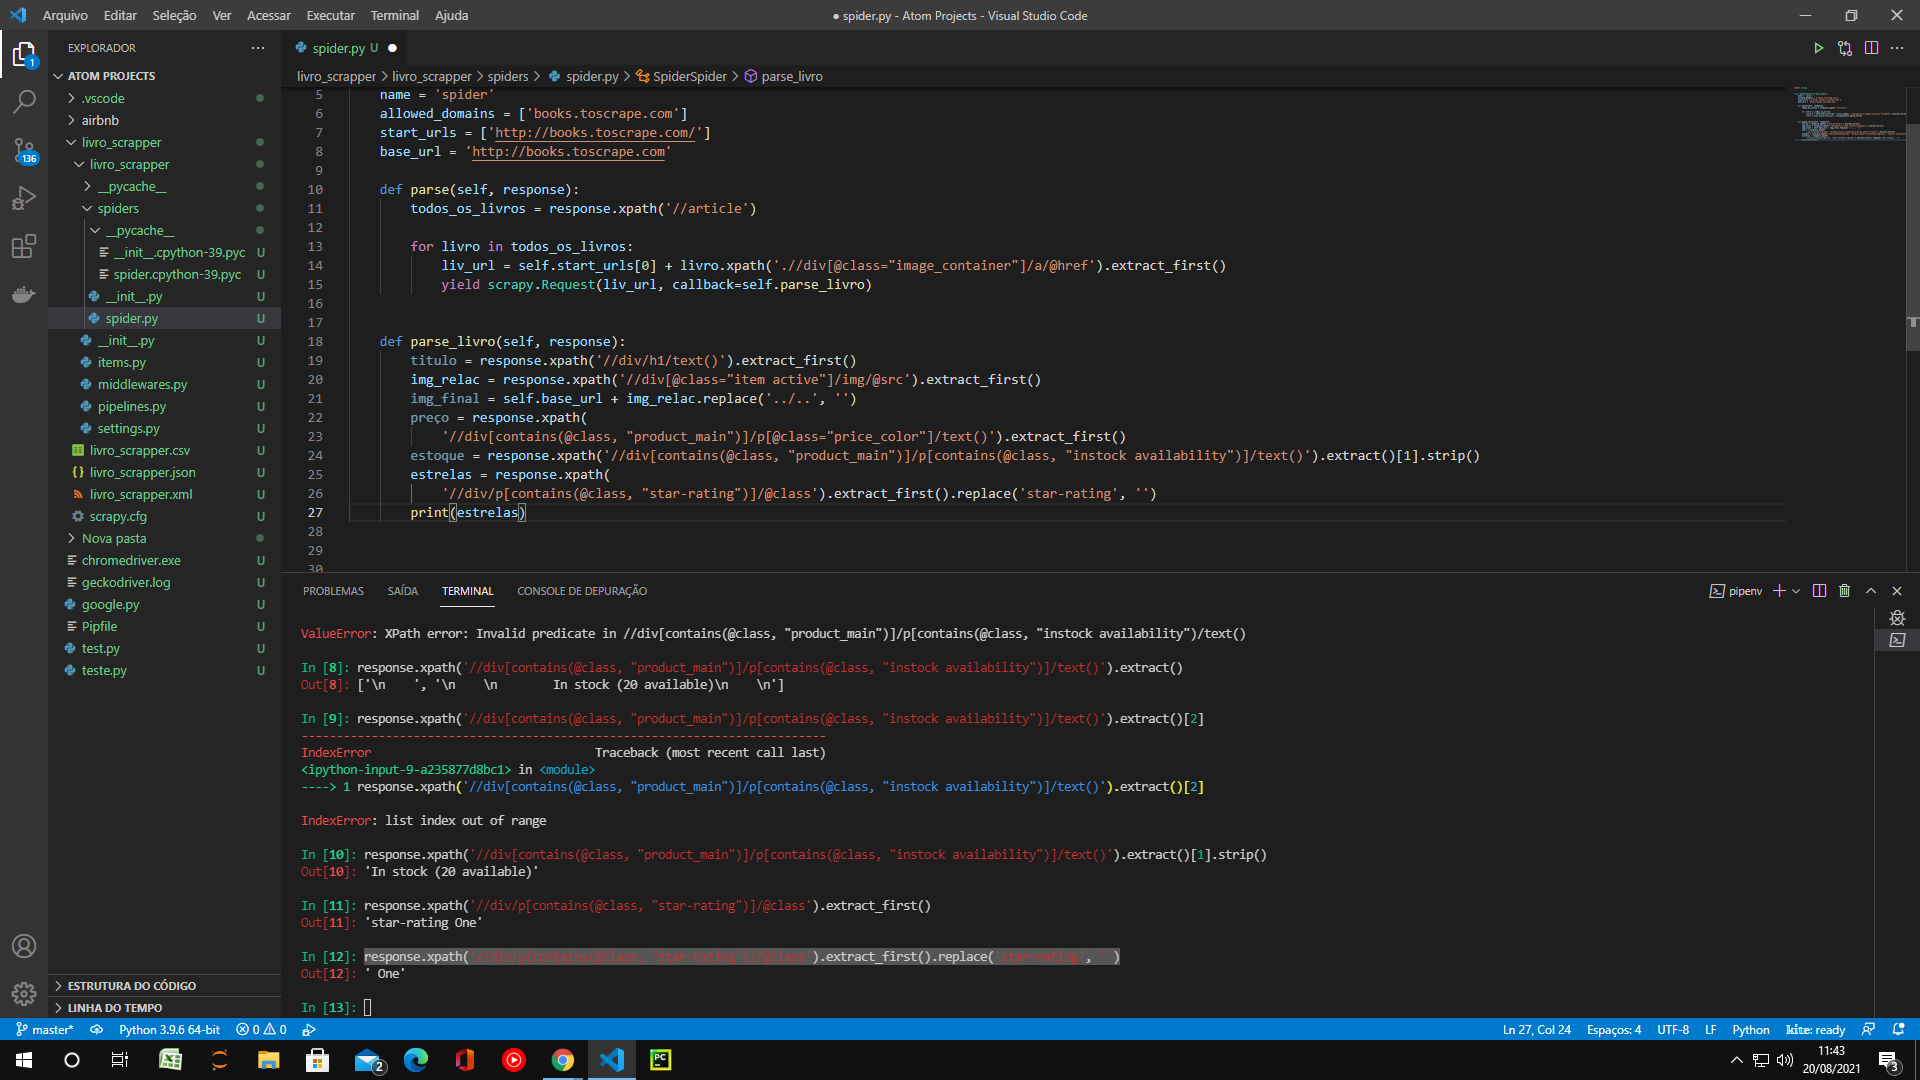 Arquivo Editar Seleção Ver Acessar Executar Terminal Ajuda
● spider.py - Atom Projects - Visual Studio Code
EXPLORADOR
ATOM PROJECTS
.vscode
airbnb
livro_scrapper
livro_scrapper
__pycache__
spiders
__pycache__
__init__.cpython-39.pyc U
spider.cpython-39.pyc U
__init__.py U
spider.py U
__init__.py U
items.py U
middlewares.py U
pipelines.py U
settings.py U
livro_scrapper.csv U
livro_scrapper.json U
livro_scrapper.xml U
scrapy.cfg U
Nova pasta
chromedriver.exe U
geckodriver.log U
google.py U
Pipfile U
test.py U
teste.py U
ESTRUTURA DO CÓDIGO
LINHA DO TEMPO
1
136
spider.py U
livro_scrapper > livro_scrapper > spiders > spider.py > SpiderSpider > parse_livro
5 name = 'spider'
6 allowed_domains = ['books.toscrape.com']
7 start_urls = ['http://books.toscrape.com/']
8 base_url = 'http://books.toscrape.com'
9
10 def parse(self, response):
11 todos_os_livros = response.xpath('//article')
12
13 for livro in todos_os_livros:
14 liv_url = self.start_urls[0] + livro.xpath('.//div[@class="image_container"]/a/@href').extract_first()
15 yield scrapy.Request(liv_url, callback=self.parse_livro)
16
17
18 def parse_livro(self, response):
19 titulo = response.xpath('//div/h1/text()').extract_first()
20 img_relac = response.xpath('//div[@class="item active"]/img/@src').extract_first()
21 img_final = self.base_url + img_relac.replace('../..', '')
22 preço = response.xpath(
23 '//div[contains(@class, "product_main")]/p[@class="price_color"]/text()').extract_first()
24 estoque = response.xpath('//div[contains(@class, "product_main")]/p[contains(@class, "instock availability")]/text()').extract()[1].strip()
25 estrelas = response.xpath(
26 '//div/p[contains(@class, "star-rating")]/@class').extract_first().replace('star-rating', '')
27 print(estrelas)
28
29
30
PROBLEMAS SAÍDA TERMINAL CONSOLE DE DEPURAÇÃO
pipenv
ValueError: XPath error: Invalid predicate in //div[contains(@class, "product_main")]/p[contains(@class, "instock availability")/text()
In [8]: response.xpath('//div[contains(@class, "product_main")]/p[contains(@class, "instock availability")]/text()').extract()
Out[8]: ['\n    ', '\n    \n        In stock (20 available)\n    \n']
In [9]: response.xpath('//div[contains(@class, "product_main")]/p[contains(@class, "instock availability")]/text()').extract()[2]
---------------------------------------------------------------------------
IndexError                                Traceback (most recent call last)
<ipython-input-9-a235877d8bc1> in <module>
----> 1 response.xpath('//div[contains(@class, "product_main")]/p[contains(@class, "instock availability")]/text()').extract()[2]
IndexError: list index out of range
In [10]: response.xpath('//div[contains(@class, "product_main")]/p[contains(@class, "instock availability")]/text()').extract()[1].strip()
Out[10]: 'In stock (20 available)'
In [11]: response.xpath('//div/p[contains(@class, "star-rating")]/@class').extract_first()
Out[11]: 'star-rating One'
In [12]: response.xpath('//div/p[contains(@class, "star-rating")]/@class').extract_first().replace('star-rating', '')
Out[12]: ' One'
In [13]:
master* Python 3.9.6 64-bit 0 0
Ln 27, Col 24 Espaços: 4 UTF-8 LF Python kite: ready
2
PC
11:43
20/08/2021
3